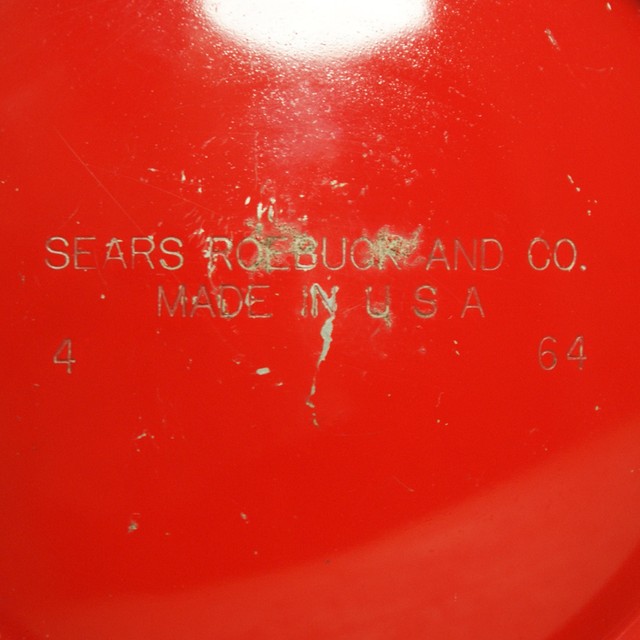 SEARS ROEBUCK AND CO.
MADE IN U S A
4 64